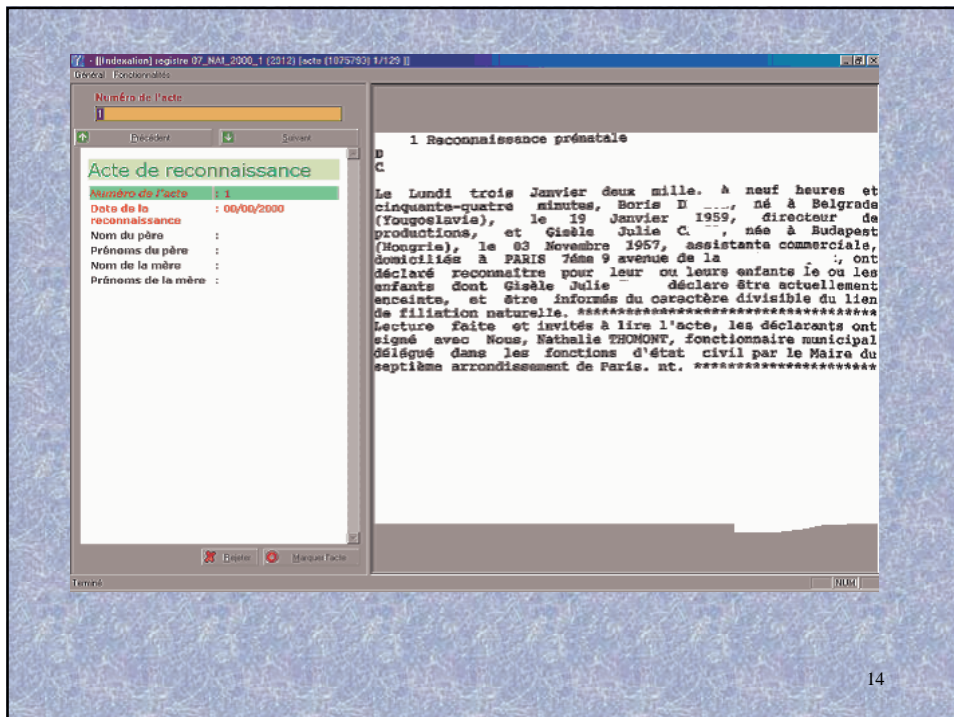 - [[Indexation] registre 07_NAI_2000_1 (2912) [acte (1075793) 1/129 ]]
Général Fonctionnalités
Numéro de l'acte
1
Précédent Suivant
Acte de reconnaissance
Numéro de l'acte : 1
Date de la : 00/00/2000
reconnaissance
Nom du père :
Prénoms du père :
Nom de la mère :
Prénoms de la mère :
Rejeter Marquer l'acte
Terminé
1 Reconnaissance prénatale
D
C
Le Lundi trois Janvier deux mille. à neuf heures et
cinquante-quatre minutes, Boris D , né à Belgrade
(Yougoslavie), le 19 Janvier 1959, directeur de
productions, et Gisèle Julie C. , née à Budapest
(Hongrie), le 03 Novembre 1957, assistante commerciale,
domiciliés à PARIS 7éme 9 avenue de la , ont
déclaré reconnaître pour leur ou leurs enfants le ou les
enfants dont Gisèle Julie déclare être actuellement
enceinte, et être informés du caractère divisible du lien
de filiation naturelle. ***********************************
Lecture faite et invités à lire l'acte, les déclarants ont
signé avec Nous, Nathalie THOMONT, fonctionnaire municipal
délégué dans les fonctions d'état civil par le Maire du
septième arrondissement de Paris. nt. *********************
NUM
14